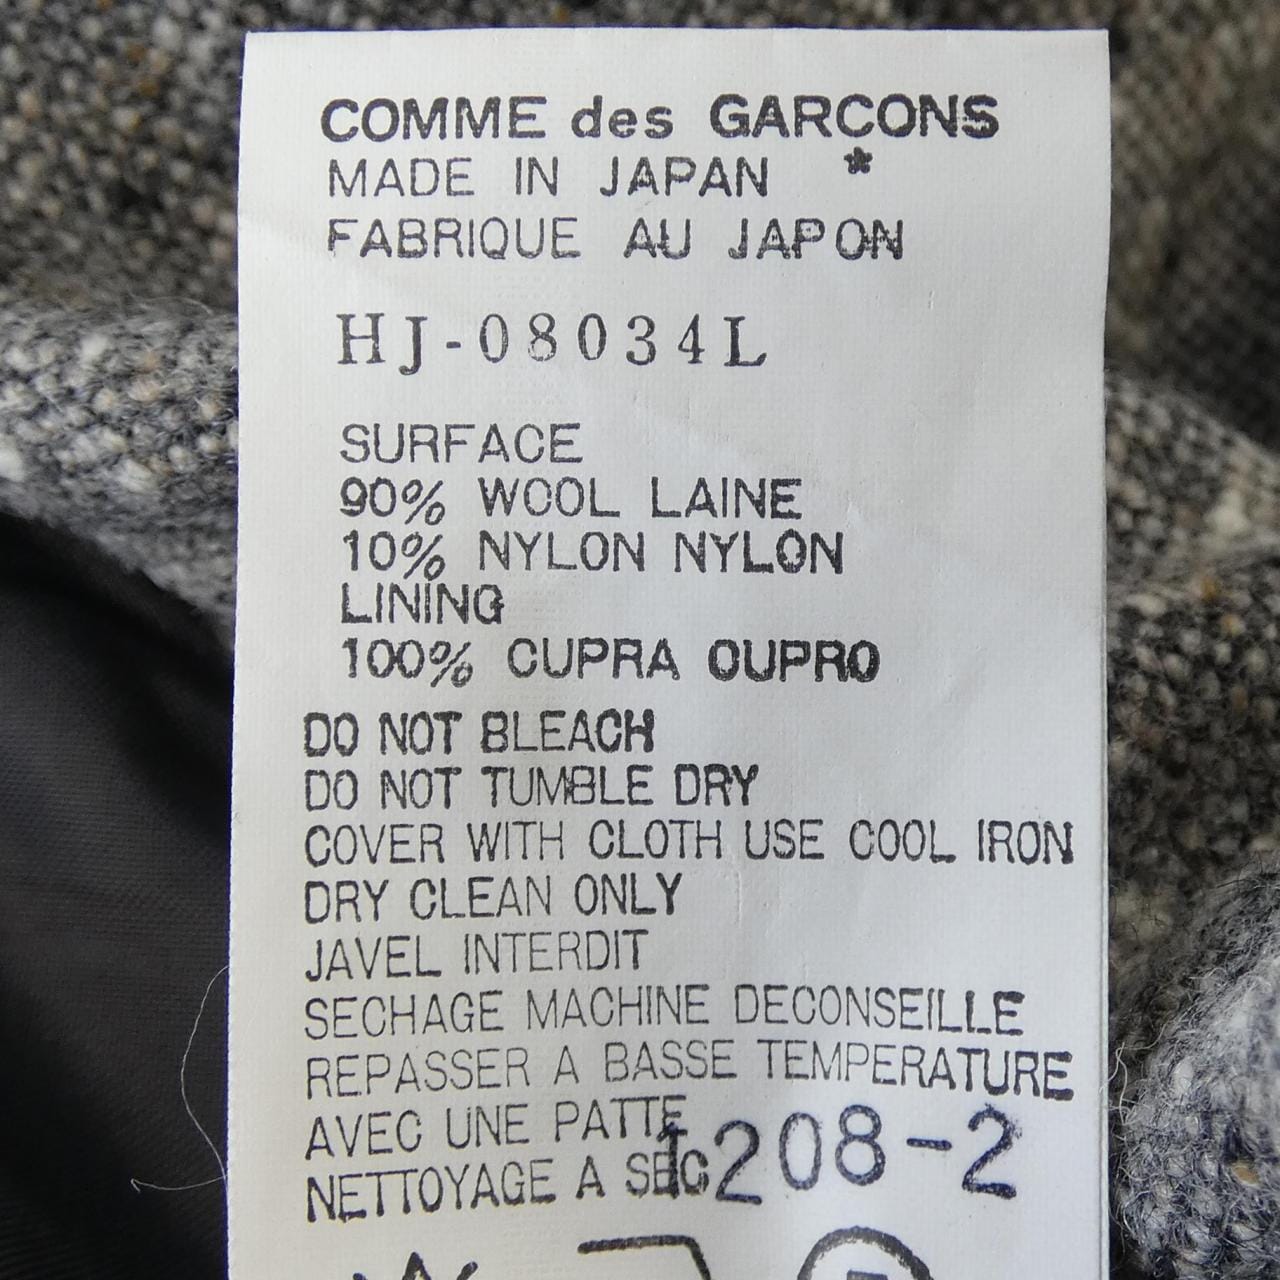 COMME des GARCONS
MADE IN JAPAN *
FABRIQUE AU JAPON
HJ-08034L
SURFACE
90% WOOL LAINE
10% NYLON NYLON
LINING
100% CUPRA CUPRO
DO NOT BLEACH
DO NOT TUMBLE DRY
COVER WITH CLOTH USE COOL IRON
DRY CLEAN ONLY
JAVEL INTERDIT
SECHAGE MACHINE DECONSEILLE
REPASSER A BASSE TEMPERATURE
AVEC UNE PATTE
NETTOYAGE A SEC
1208-2